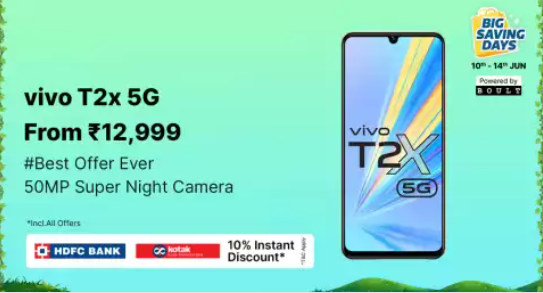 BIG
SAVING
DAYS
10th - 14th JUN
Powered by
BOULT
vivo T2x 5G
From ₹12,999
#Best Offer Ever
50MP Super Night Camera
*Incl.All Offers
HDFC BANK
kotak
10% Instant
Discount*
*T&C Apply
vivo
T2X
5G